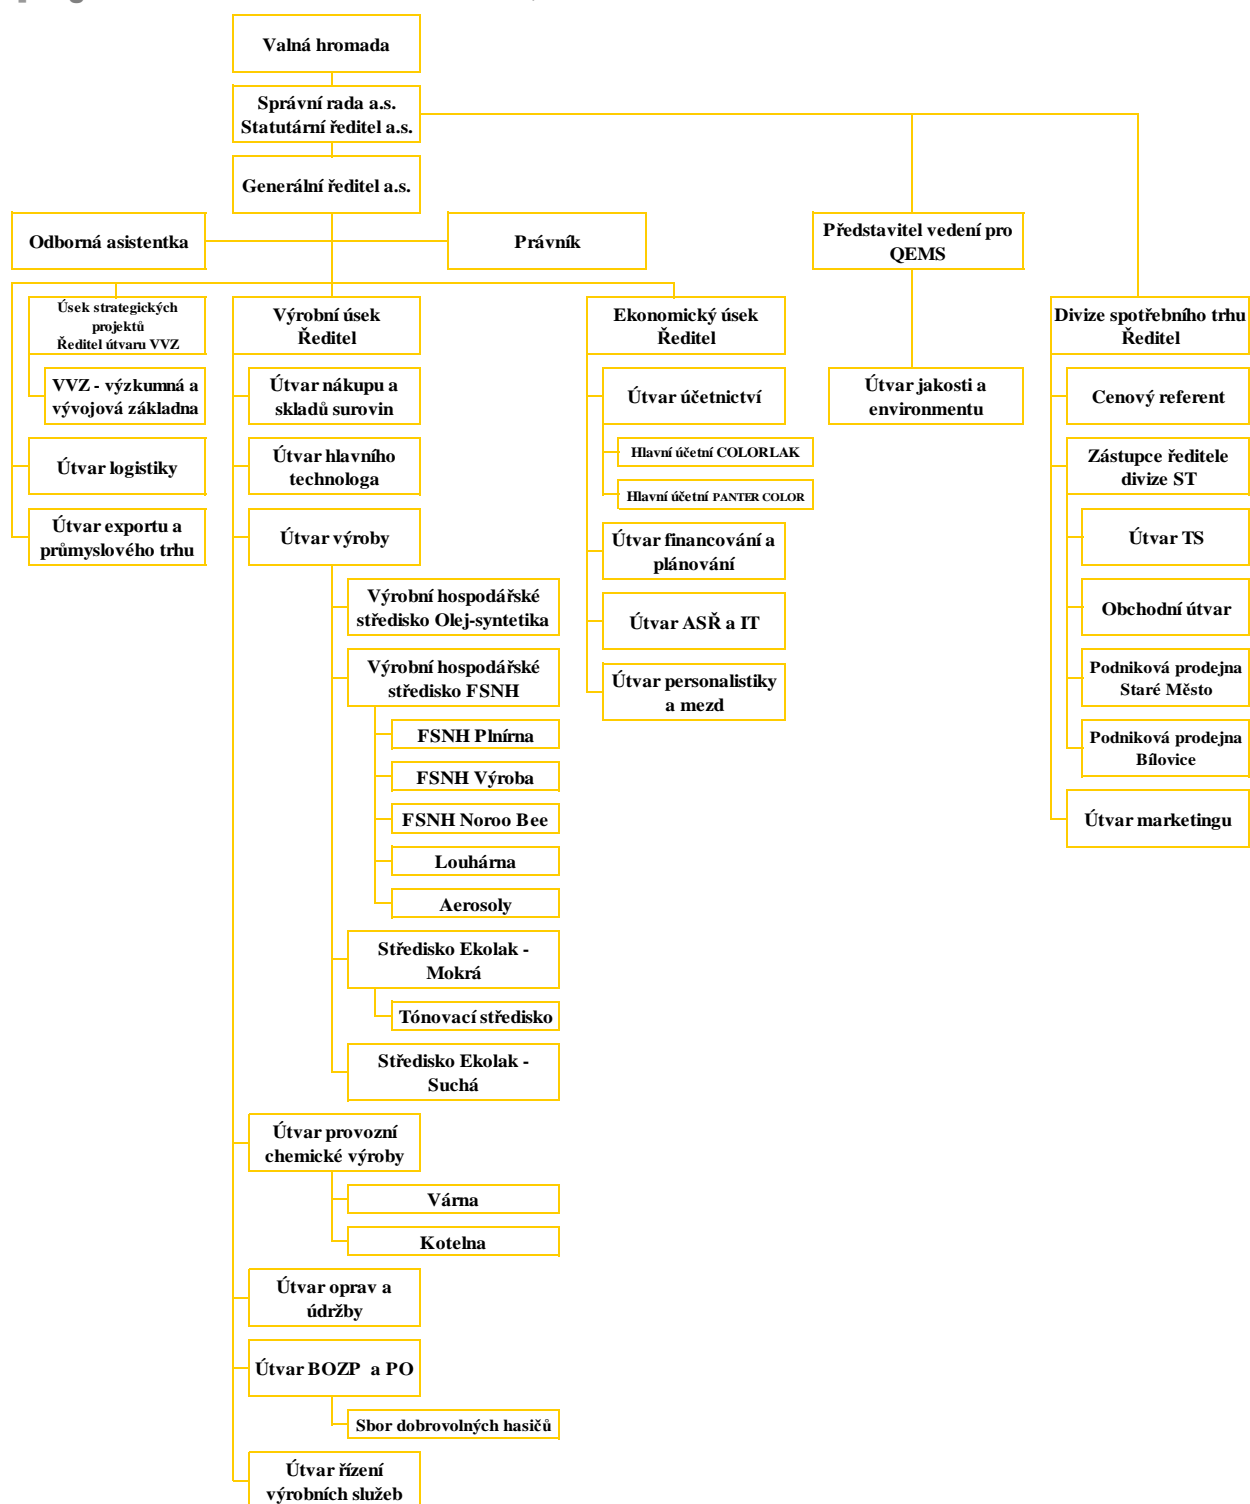 Valná hromada
Správní rada a.s.
Statutární ředitel a.s.
Generální ředitel a.s.
Odborná asistentka
Právník
Představitel vedení pro
QEMS
Úsek strategických
projektů
Ředitel útvaru VVZ
Výrobní úsek
Ředitel
Ekonomický úsek
Ředitel
Divize spotřebního trhu
Ředitel
VVZ - výzkumná a
vývojová základna
Útvar logistiky
Útvar exportu a
průmyslového trhu
Útvar nákupu a
skladů surovin
Útvar hlavního
technologa
Útvar výroby
Výrobní hospodářské
středisko Olej-syntetika
Výrobní hospodářské
středisko FSNH
FSNH Plnírna
FSNH Výroba
FSNH Noroo Bee
Louhárna
Aerosoly
Středisko Ekolak -
Mokrá
Tónovací středisko
Středisko Ekolak -
Suchá
Útvar provozní
chemické výroby
Várna
Kotelna
Útvar oprav a
údržby
Útvar BOZP a PO
Sbor dobrovolných hasičů
Útvar řízení
výrobních služeb
Útvar účetnictví
Hlavní účetní COLORLAK
Hlavní účetní PANTER COLOR
Útvar financování a
plánování
Útvar ASŘ a IT
Útvar personalistiky
a mezd
Útvar jakosti a
environmentu
Cenový referent
Zástupce ředitele
divize ST
Útvar TS
Obchodní útvar
Podniková prodejna
Staré Město
Podniková prodejna
Bílovice
Útvar marketingu